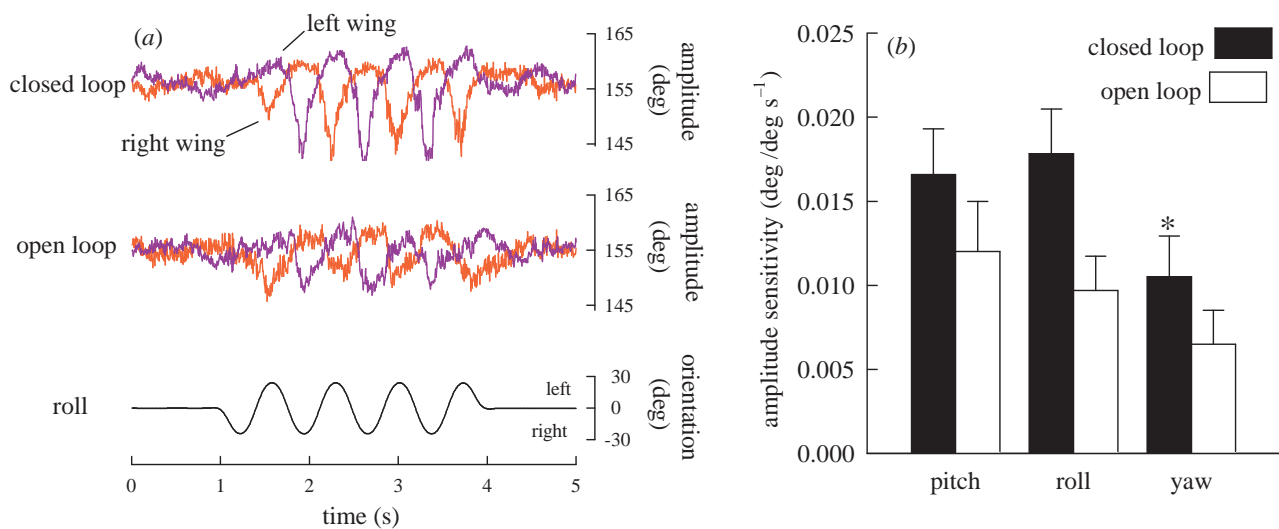 (a)
left wing
right wing
closed loop
165
155
145
amplitude
(deg)
open loop
165
155
145
amplitude
(deg)
roll
left
right
30
0
-30
orientation
(deg)
0 1 2 3 4 5
time (s)
(b)
closed loop
open loop
amplitude sensitivity (deg /deg s⁻¹)
0.025
0.020
0.015
0.010
0.005
0.000
*
pitch roll yaw